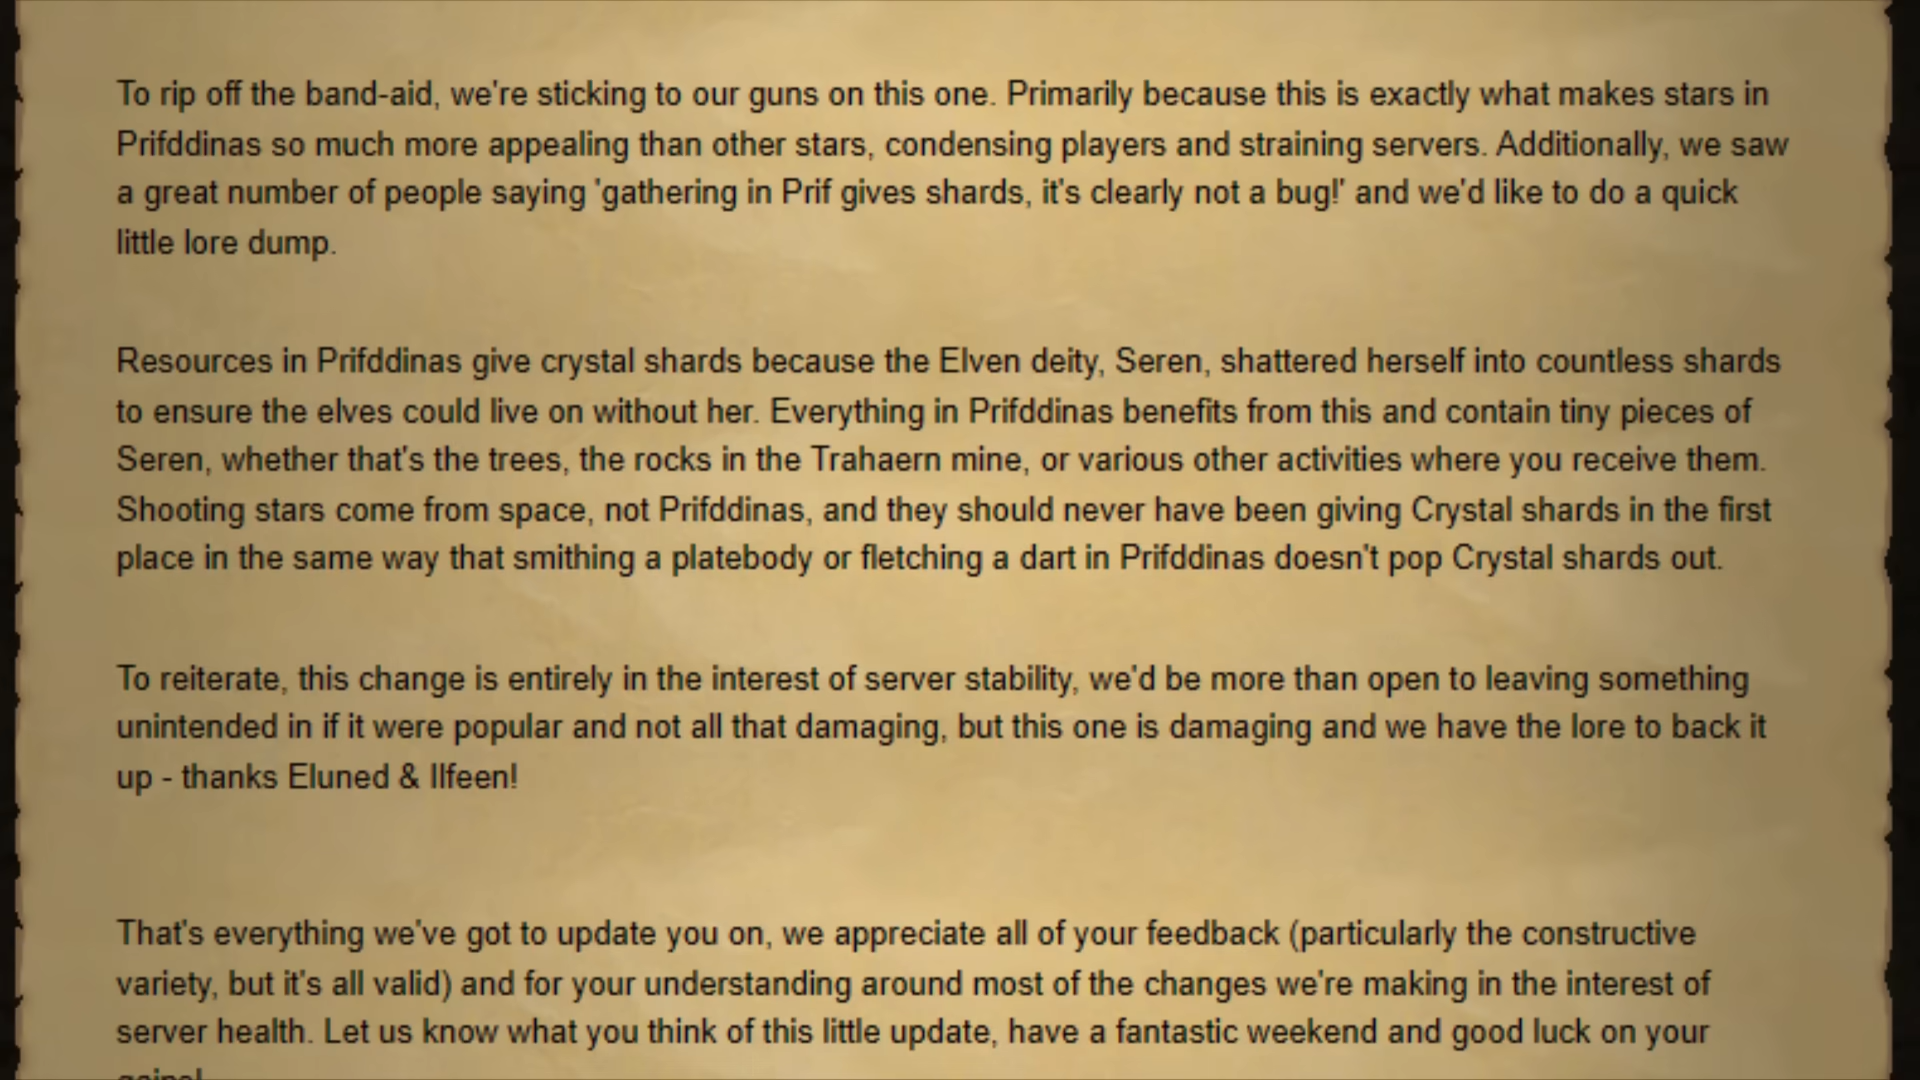 To rip off the band-aid, we're sticking to our guns on this one. Primarily because this is exactly what makes stars in
Prifddinas so much more appealing than other stars, condensing players and straining servers. Additionally, we saw
a great number of people saying 'gathering in Prif gives shards, it's clearly not a bug!' and we'd like to do a quick
little lore dump.
Resources in Prifddinas give crystal shards because the Elven deity, Seren, shattered herself into countless shards
to ensure the elves could live on without her. Everything in Prifddinas benefits from this and contain tiny pieces of
Seren, whether that's the trees, the rocks in the Trahaern mine, or various other activities where you receive them.
Shooting stars come from space, not Prifddinas, and they should never have been giving Crystal shards in the first
place in the same way that smithing a platebody or fletching a dart in Prifddinas doesn't pop Crystal shards out.
To reiterate, this change is entirely in the interest of server stability, we'd be more than open to leaving something
unintended in if it were popular and not all that damaging, but this one is damaging and we have the lore to back it
up - thanks Eluned & Ilfeen!
That's everything we've got to update you on, we appreciate all of your feedback (particularly the constructive
variety, but it's all valid) and for your understanding around most of the changes we're making in the interest of
server health. Let us know what you think of this little update, have a fantastic weekend and good luck on your